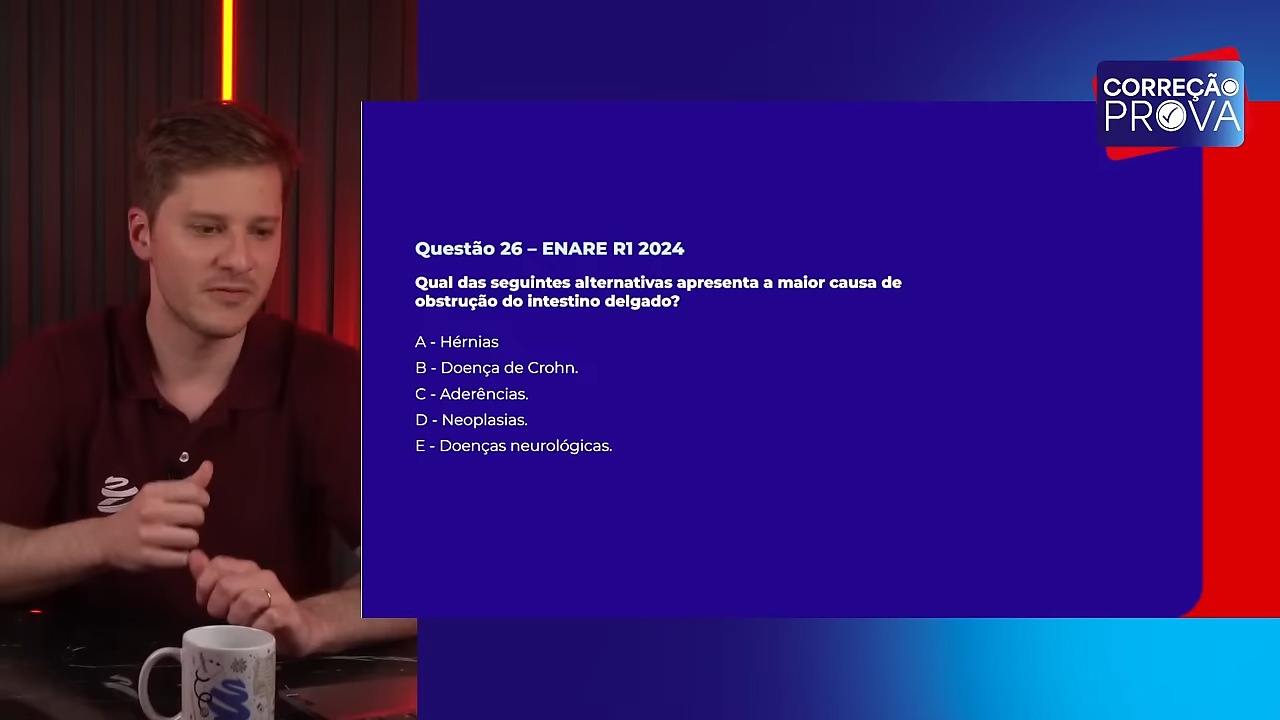 CORREÇÃO
PROVA
Questão 26 – ENARE R1 2024
Qual das seguintes alternativas apresenta a maior causa de
obstrução do intestino delgado?
A - Hérnias
B - Doença de Crohn.
C - Aderências.
D - Neoplasias.
E - Doenças neurológicas.